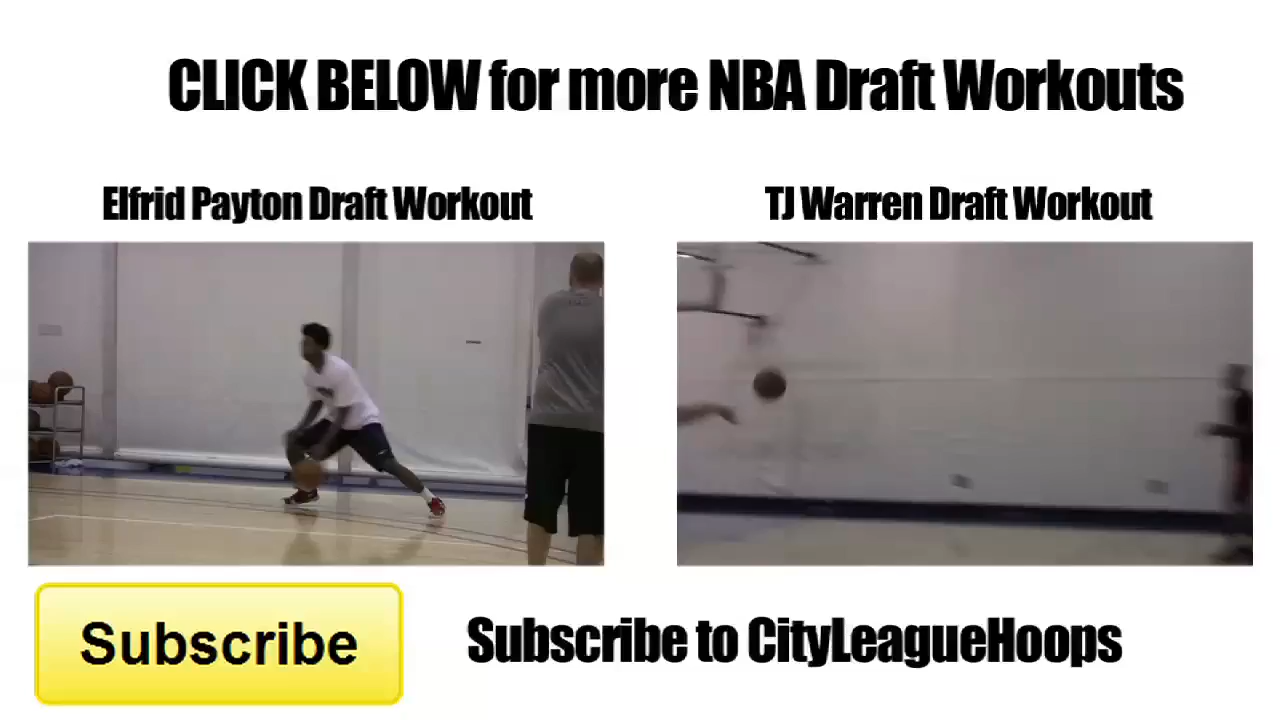 CLICK BELOW for more NBA Draft Workouts
Elfrid Payton Draft Workout
TJ Warren Draft Workout
Subscribe
Subscribe to CityLeagueHoops